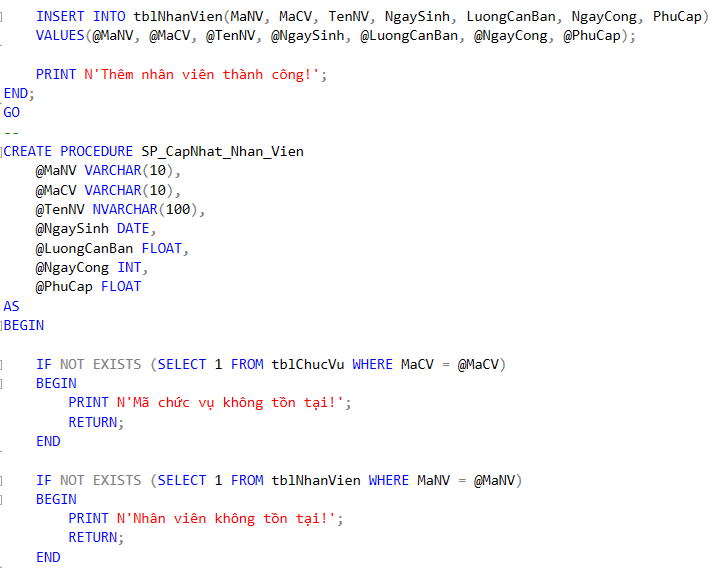 INSERT INTO tblNhanVien(MaNV, MaCV, TenNV, NgaySinh, LuongCanBan, NgayCong, PhuCap)
VALUES(@MaNV, @MaCV, @TenNV, @NgaySinh, @LuongCanBan, @NgayCong, @PhuCap);
PRINT N'Thêm nhân viên thành công!';
END;
GO
--
CREATE PROCEDURE SP_CapNhat_Nhan_Vien
@MaNV VARCHAR(10),
@MaCV VARCHAR(10),
@TenNV NVARCHAR(100),
@NgaySinh DATE,
@LuongCanBan FLOAT,
@NgayCong INT,
@PhuCap FLOAT
AS
BEGIN
IF NOT EXISTS (SELECT 1 FROM tblChucVu WHERE MaCV = @MaCV)
BEGIN
PRINT N'Mã chức vụ không tồn tại!';
RETURN;
END
IF NOT EXISTS (SELECT 1 FROM tblNhanVien WHERE MaNV = @MaNV)
BEGIN
PRINT N'Nhân viên không tồn tại!';
RETURN;
END